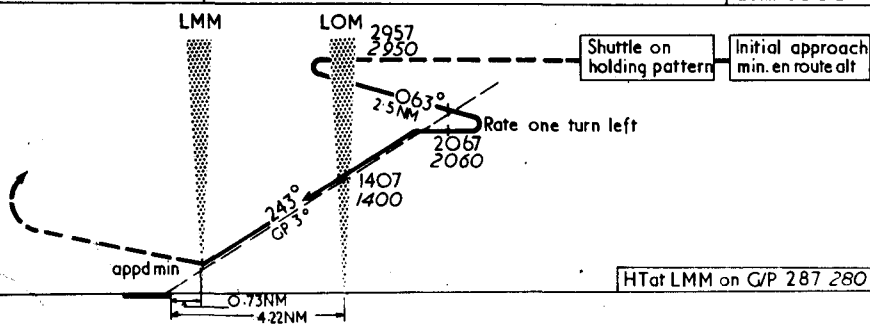 LMM
LOM
2957
2950
Shuttle on
holding pattern
Initial approach
min. en route alt
063°
2.5 NM
Rate one turn left
2067
2060
1407
1400
243°
GP 3°
appd min
HT at LMM on G/P 287 280
0.73NM
4.22NM